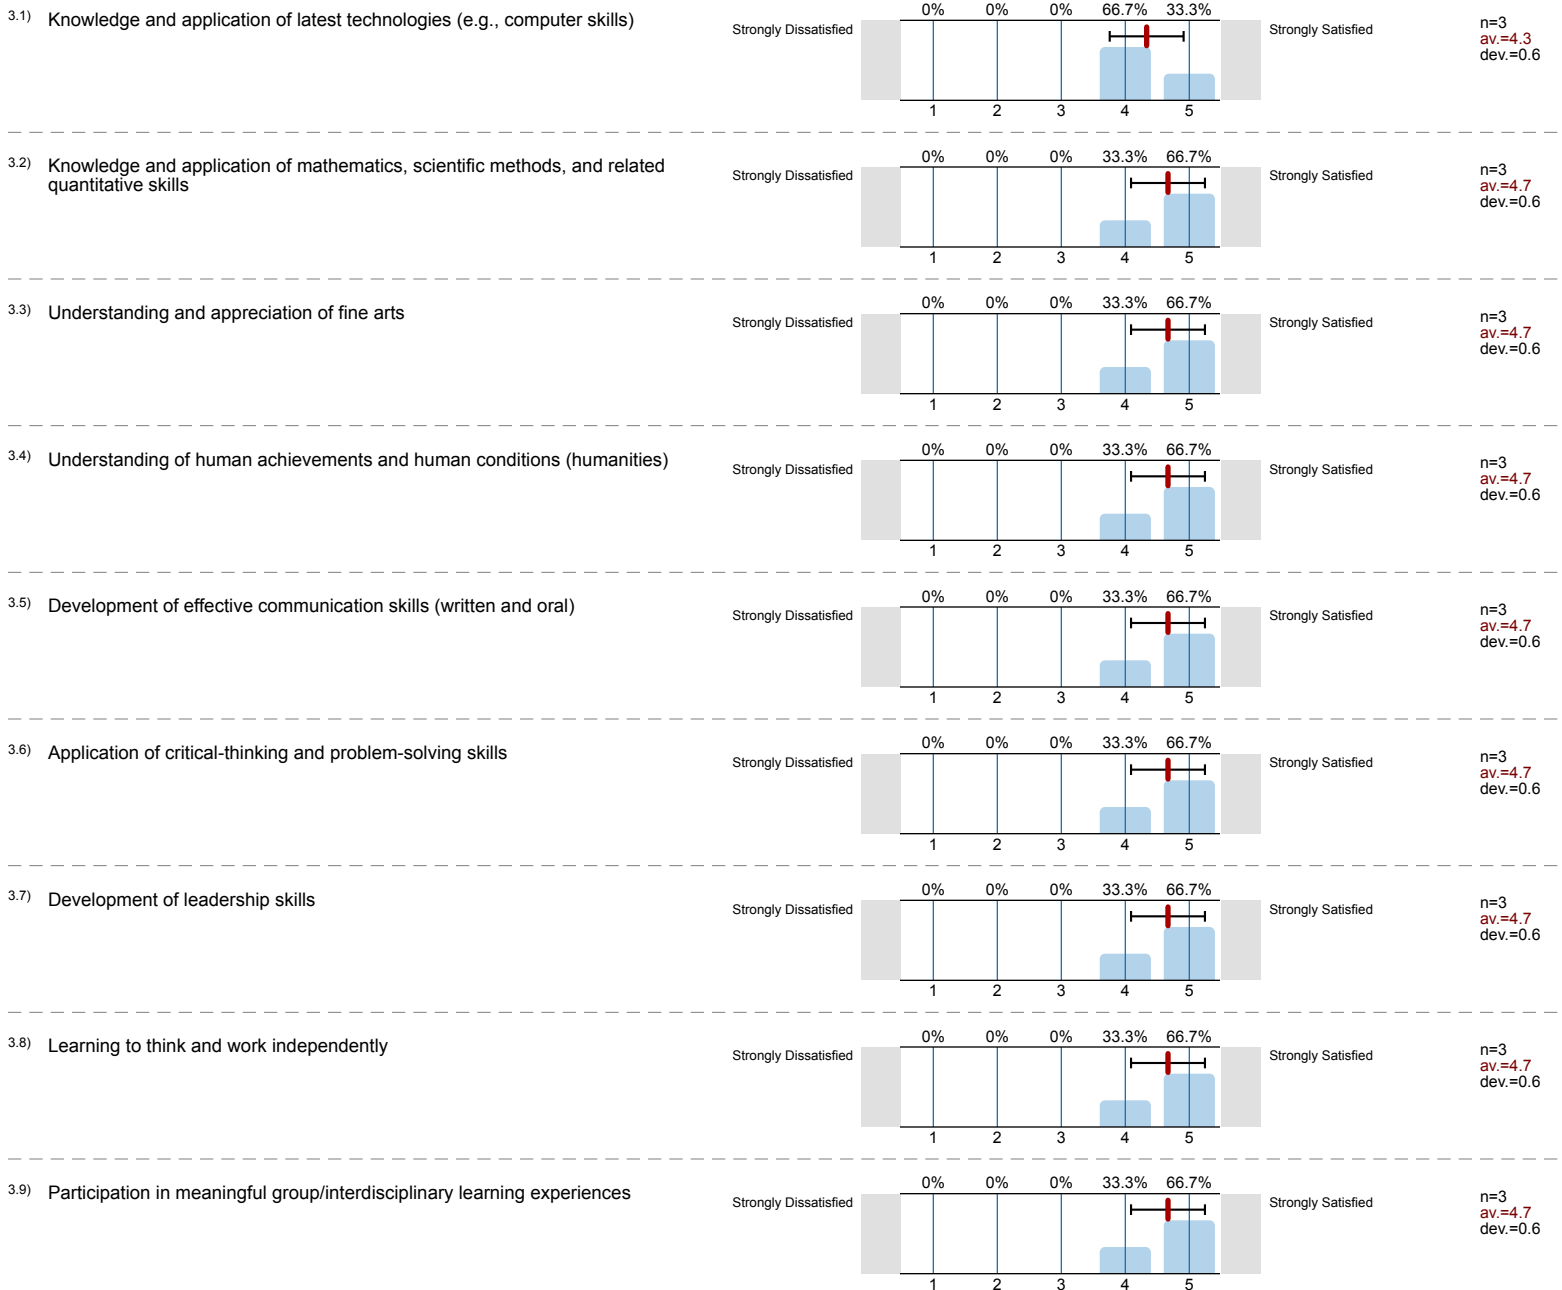 3.1) Knowledge and application of latest technologies (e.g., computer skills)
Strongly Dissatisfied
0% 0% 0% 66.7% 33.3%
1 2 3 4 5
Strongly Satisfied
n=3
av.=4.3
dev.=0.6
3.2) Knowledge and application of mathematics, scientific methods, and related
quantitative skills
Strongly Dissatisfied
0% 0% 0% 33.3% 66.7%
1 2 3 4 5
Strongly Satisfied
n=3
av.=4.7
dev.=0.6
3.3) Understanding and appreciation of fine arts
Strongly Dissatisfied
0% 0% 0% 33.3% 66.7%
1 2 3 4 5
Strongly Satisfied
n=3
av.=4.7
dev.=0.6
3.4) Understanding of human achievements and human conditions (humanities)
Strongly Dissatisfied
0% 0% 0% 33.3% 66.7%
1 2 3 4 5
Strongly Satisfied
n=3
av.=4.7
dev.=0.6
3.5) Development of effective communication skills (written and oral)
Strongly Dissatisfied
0% 0% 0% 33.3% 66.7%
1 2 3 4 5
Strongly Satisfied
n=3
av.=4.7
dev.=0.6
3.6) Application of critical-thinking and problem-solving skills
Strongly Dissatisfied
0% 0% 0% 33.3% 66.7%
1 2 3 4 5
Strongly Satisfied
n=3
av.=4.7
dev.=0.6
3.7) Development of leadership skills
Strongly Dissatisfied
0% 0% 0% 33.3% 66.7%
1 2 3 4 5
Strongly Satisfied
n=3
av.=4.7
dev.=0.6
3.8) Learning to think and work independently
Strongly Dissatisfied
0% 0% 0% 33.3% 66.7%
1 2 3 4 5
Strongly Satisfied
n=3
av.=4.7
dev.=0.6
3.9) Participation in meaningful group/interdisciplinary learning experiences
Strongly Dissatisfied
0% 0% 0% 33.3% 66.7%
1 2 3 4 5
Strongly Satisfied
n=3
av.=4.7
dev.=0.6